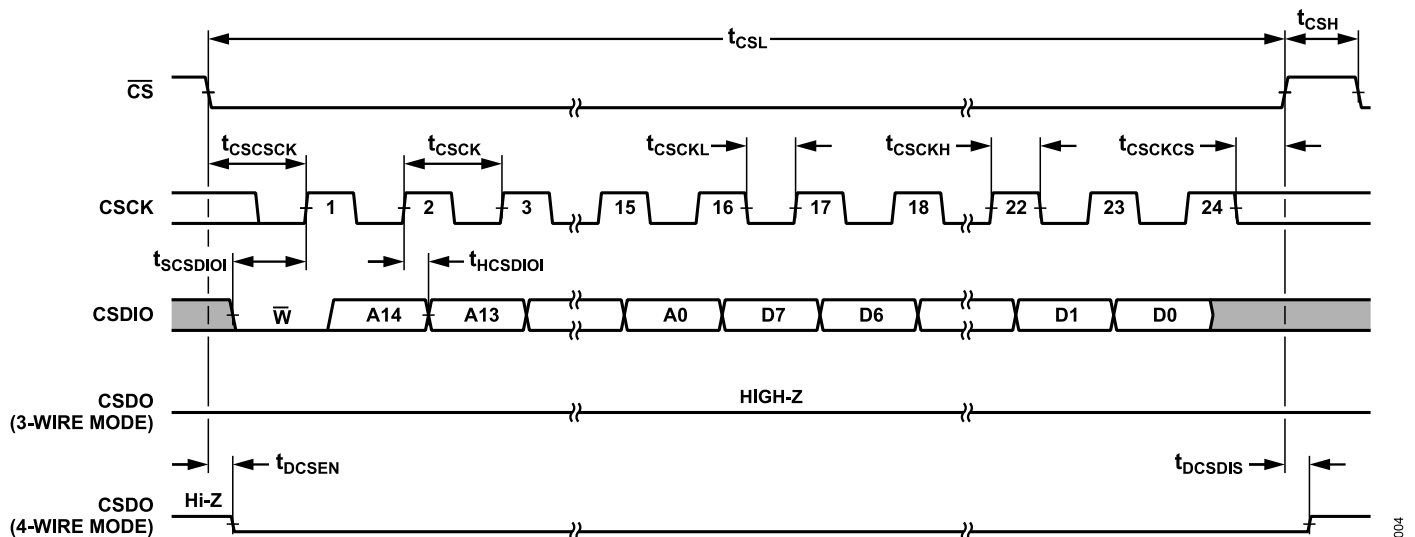 tCSL
tCSH
CS
tCSCSCK
tCSCK
tCSCKL
tCSCKH
tCSCKCS
CSCK
1 2 3 15 16 17 18 22 23 24
tSCSDIOI
tHCSDIOI
CSDIO
W A14 A13 A0 D7 D6 D1 D0
CSDO
(3-WIRE MODE)
HIGH-Z
tDCSEN
tDCSDIS
CSDO
(4-WIRE MODE)
Hi-Z
004